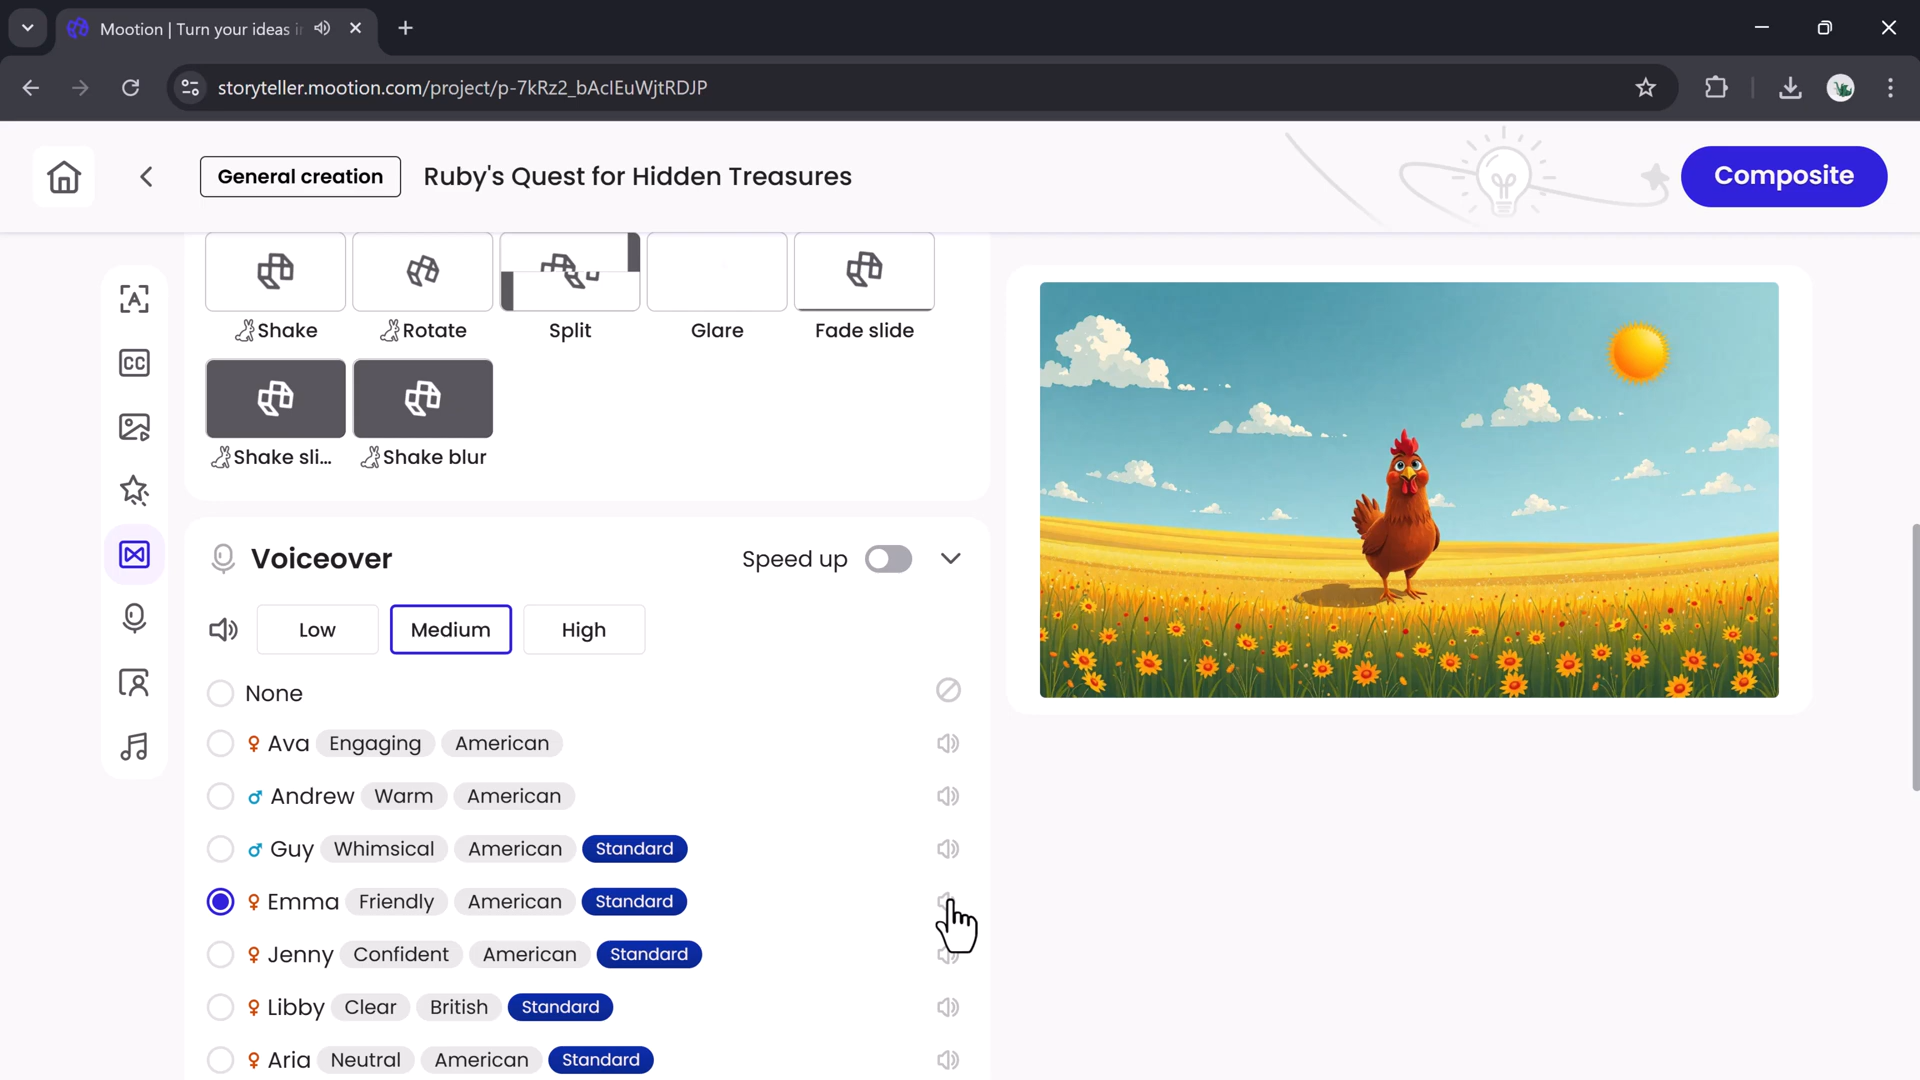 Mootion | Turn your ideas i
storyteller.mootion.com/project/p-7kRz2_bAcIEuWjtRDJP
General creation
Ruby's Quest for Hidden Treasures
Composite
Shake
Rotate
Split
Glare
Fade slide
Shake sli...
Shake blur
Voiceover
Speed up
Low
Medium
High
None
Ava Engaging American
Andrew Warm American
Guy Whimsical American Standard
Emma Friendly American Standard
Jenny Confident American Standard
Libby Clear British Standard
Aria Neutral American Standard